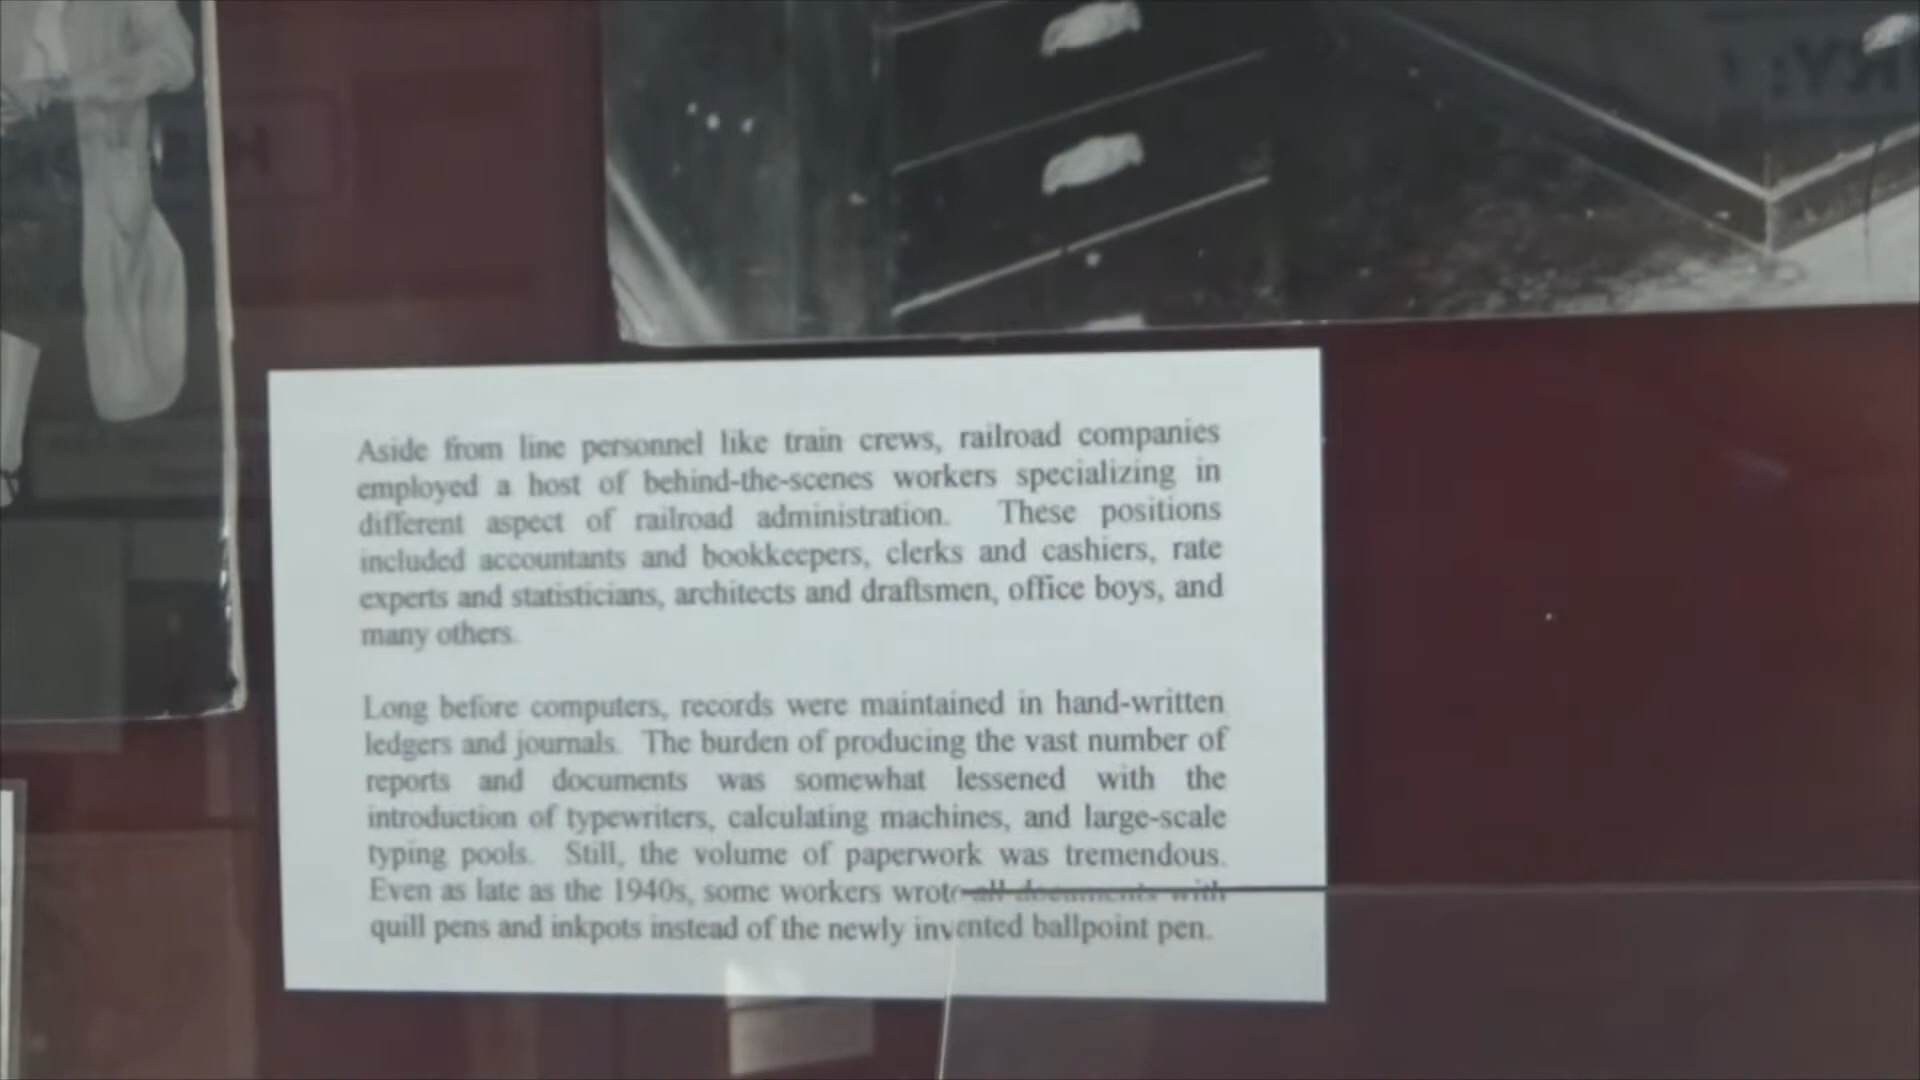 Aside from line personnel like train crews, railroad companies
employed a host of behind-the-scenes workers specializing in
different aspect of railroad administration. These positions
included accountants and bookkeepers, clerks and cashiers, rate
experts and statisticians, architects and draftsmen, office boys, and
many others.
Long before computers, records were maintained in hand-written
ledgers and journals. The burden of producing the vast number of
reports and documents was somewhat lessened with the
introduction of typewriters, calculating machines, and large-scale
typing pools. Still, the volume of paperwork was tremendous.
Even as late as the 1940s, some workers wrote all documents with
quill pens and inkpots instead of the newly invented ballpoint pen.